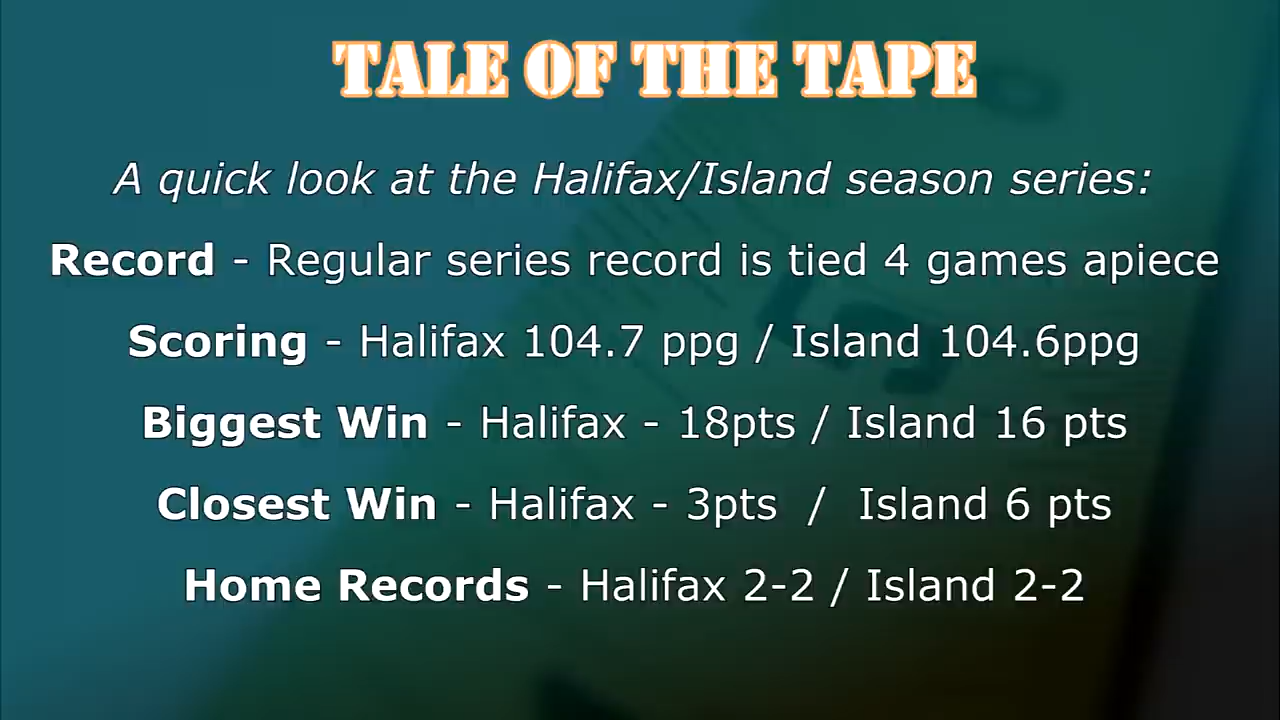 TALE OF THE TAPE
A quick look at the Halifax/Island season series:
Record - Regular series record is tied 4 games apiece
Scoring - Halifax 104.7 ppg / Island 104.6ppg
Biggest Win - Halifax - 18pts / Island 16 pts
Closest Win - Halifax - 3pts / Island 6 pts
Home Records - Halifax 2-2 / Island 2-2